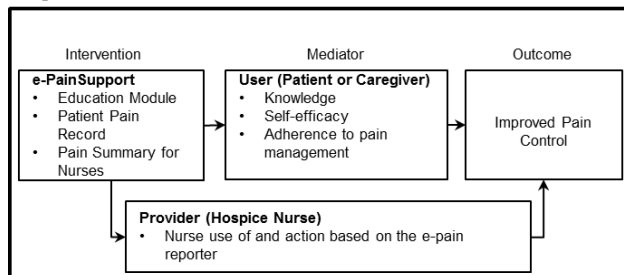 Intervention
Mediator
Outcome
e-PainSupport
• Education Module
• Patient Pain
Record
• Pain Summary for
Nurses
User (Patient or Caregiver)
• Knowledge
• Self-efficacy
• Adherence to pain
management
Improved Pain
Control
Provider (Hospice Nurse)
• Nurse use of and action based on the e-pain
reporter